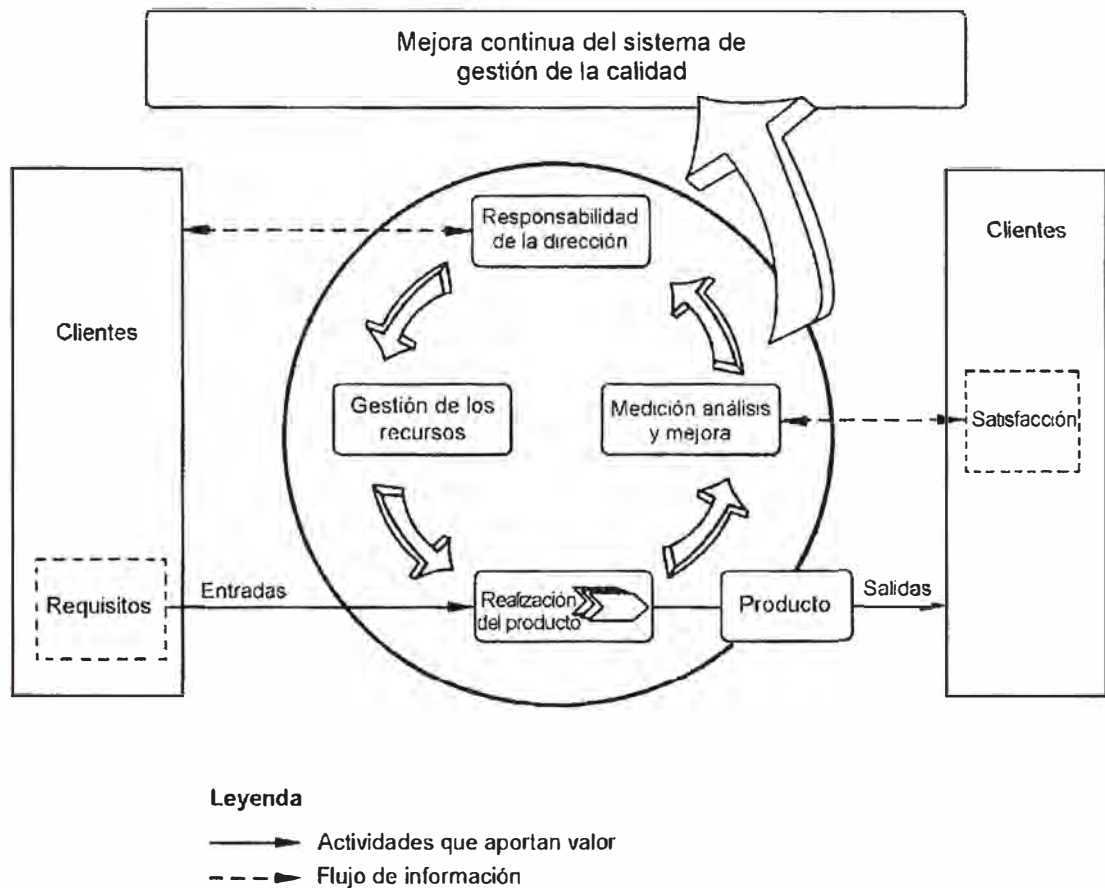 Mejora continua del sistema de
gestión de la calidad
Responsabilidad
de la dirección
Clientes
Clientes
Gestión de los
recursos
Medición análisis
y mejora
Satisfacción
Requisitos
Entradas
Realización
del producto
Producto
Salidas
Leyenda
Actividades que aportan valor
Flujo de información